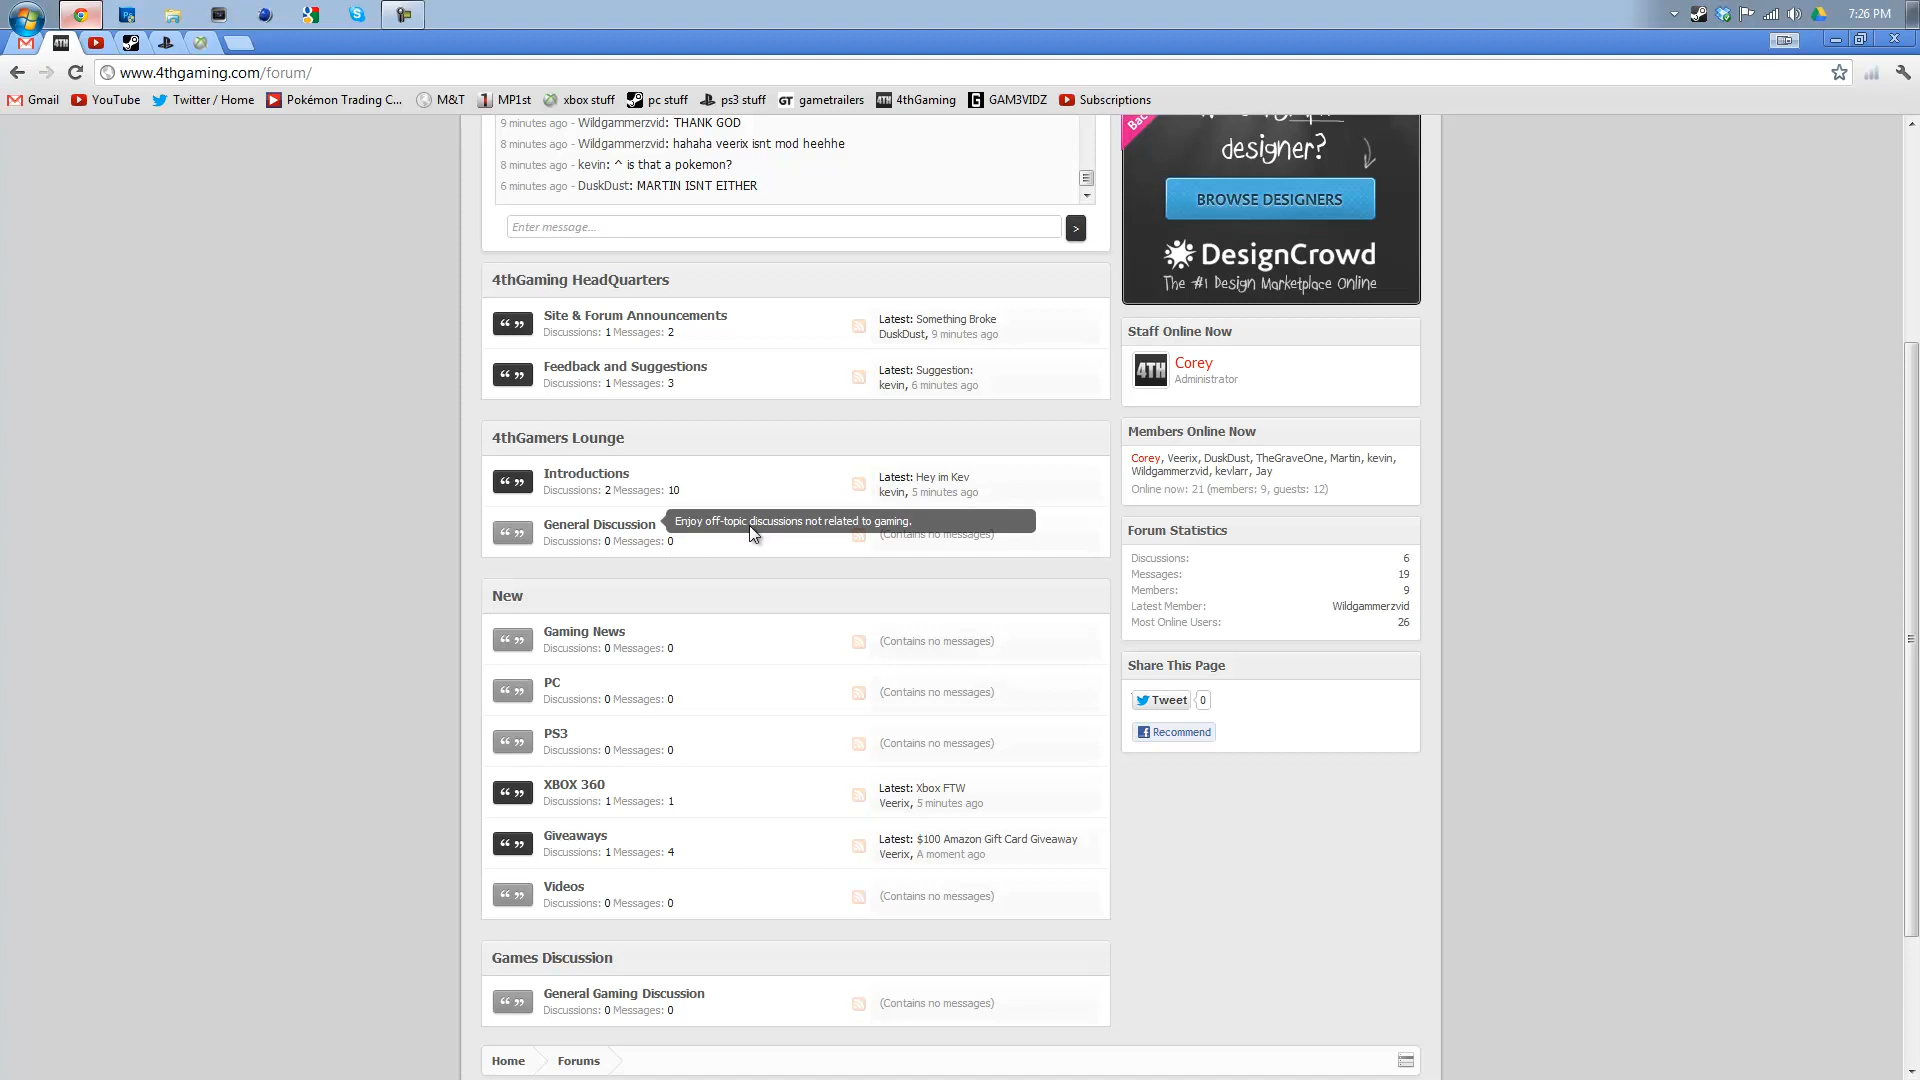 7:26 PM
www.4thgaming.com/forum/
Gmail YouTube Twitter / Home Pokémon Trading C... M&T MP1st xbox stuff pc stuff ps3 stuff gametrailers 4thGaming GAM3VIDZ Subscriptions
9 minutes ago - Wildgammerzvid: THANK GOD
8 minutes ago - Wildgammerzvid: hahaha veerix isnt mod heehhe
8 minutes ago - kevin: ^ is that a pokemon?
6 minutes ago - DuskDust: MARTIN ISNT EITHER
Enter message...
>
designer?
BROWSE DESIGNERS
DesignCrowd
The #1 Design Marketplace Online
4thGaming HeadQuarters
Site & Forum Announcements
Discussions: 1 Messages: 2
Latest: Something Broke
DuskDust, 9 minutes ago
Feedback and Suggestions
Discussions: 1 Messages: 3
Latest: Suggestion:
kevin, 6 minutes ago
4thGamers Lounge
Introductions
Discussions: 2 Messages: 10
Latest: Hey im Kev
kevin, 5 minutes ago
General Discussion
Enjoy off-topic discussions not related to gaming.
Discussions: 0 Messages: 0
(Contains no messages)
New
Gaming News
Discussions: 0 Messages: 0
(Contains no messages)
PC
Discussions: 0 Messages: 0
(Contains no messages)
PS3
Discussions: 0 Messages: 0
(Contains no messages)
XBOX 360
Discussions: 1 Messages: 1
Latest: Xbox FTW
Veerix, 5 minutes ago
Giveaways
Discussions: 1 Messages: 4
Latest: $100 Amazon Gift Card Giveaway
Veerix, A moment ago
Videos
Discussions: 0 Messages: 0
(Contains no messages)
Games Discussion
General Gaming Discussion
Discussions: 0 Messages: 0
(Contains no messages)
Home Forums
Staff Online Now
4TH
Corey
Administrator
Members Online Now
Corey, Veerix, DuskDust, TheGraveOne, Martin, kevin,
Wildgammerzvid, kevlarr, Jay
Online now: 21 (members: 9, guests: 12)
Forum Statistics
Discussions: 6
Messages: 19
Members: 9
Latest Member: Wildgammerzvid
Most Online Users: 26
Share This Page
Tweet 0
Recommend